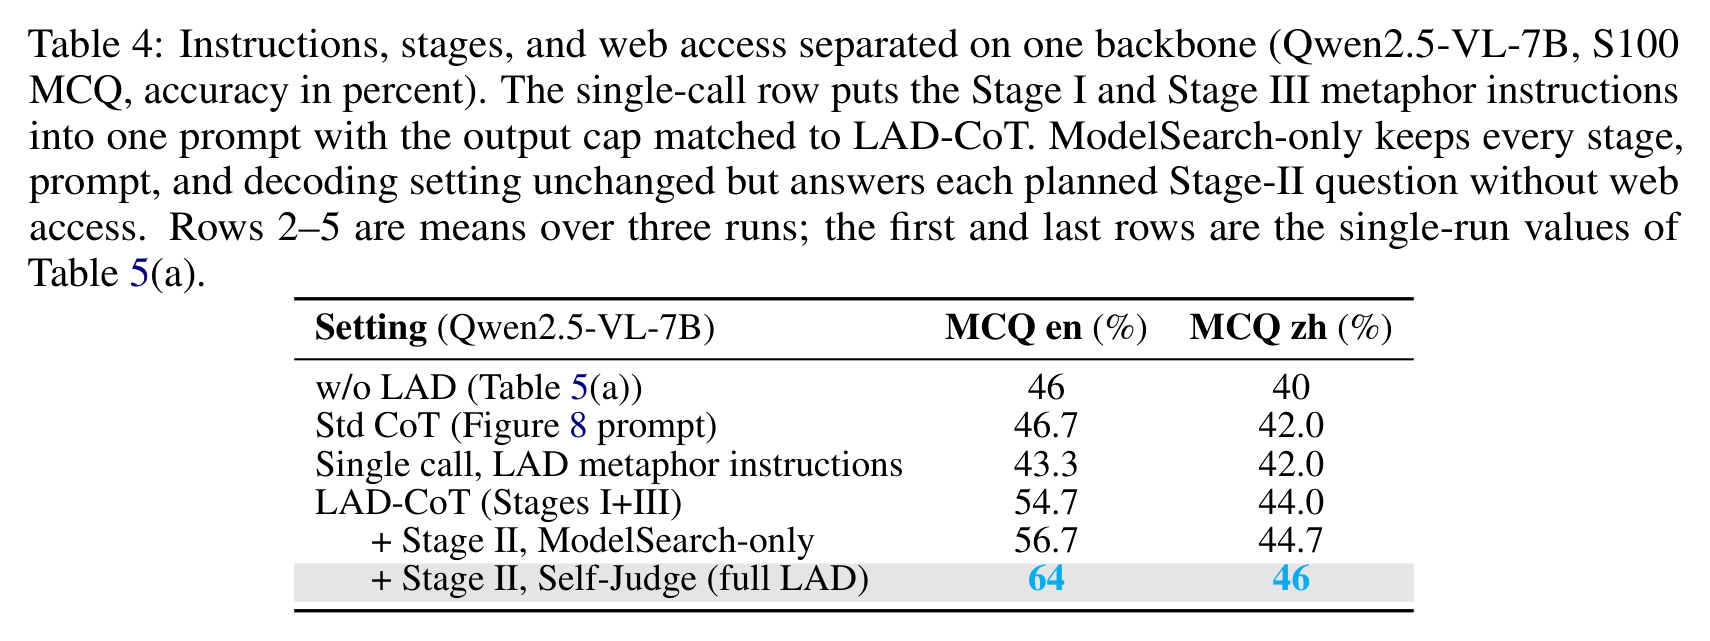 Table 4: Instructions, stages, and web access separated on one backbone (Qwen2.5-VL-7B, S100
MCQ, accuracy in percent). The single-call row puts the Stage I and Stage III metaphor instructions
into one prompt with the output cap matched to LAD-CoT. ModelSearch-only keeps every stage,
prompt, and decoding setting unchanged but answers each planned Stage-II question without web
access. Rows 2–5 are means over three runs; the first and last rows are the single-run values of
Table 5(a).
Setting (Qwen2.5-VL-7B) MCQ en (%) MCQ zh (%)
w/o LAD (Table 5(a)) 46 40
Std CoT (Figure 8 prompt) 46.7 42.0
Single call, LAD metaphor instructions 43.3 42.0
LAD-CoT (Stages I+III) 54.7 44.0
+ Stage II, ModelSearch-only 56.7 44.7
+ Stage II, Self-Judge (full LAD) 64 46